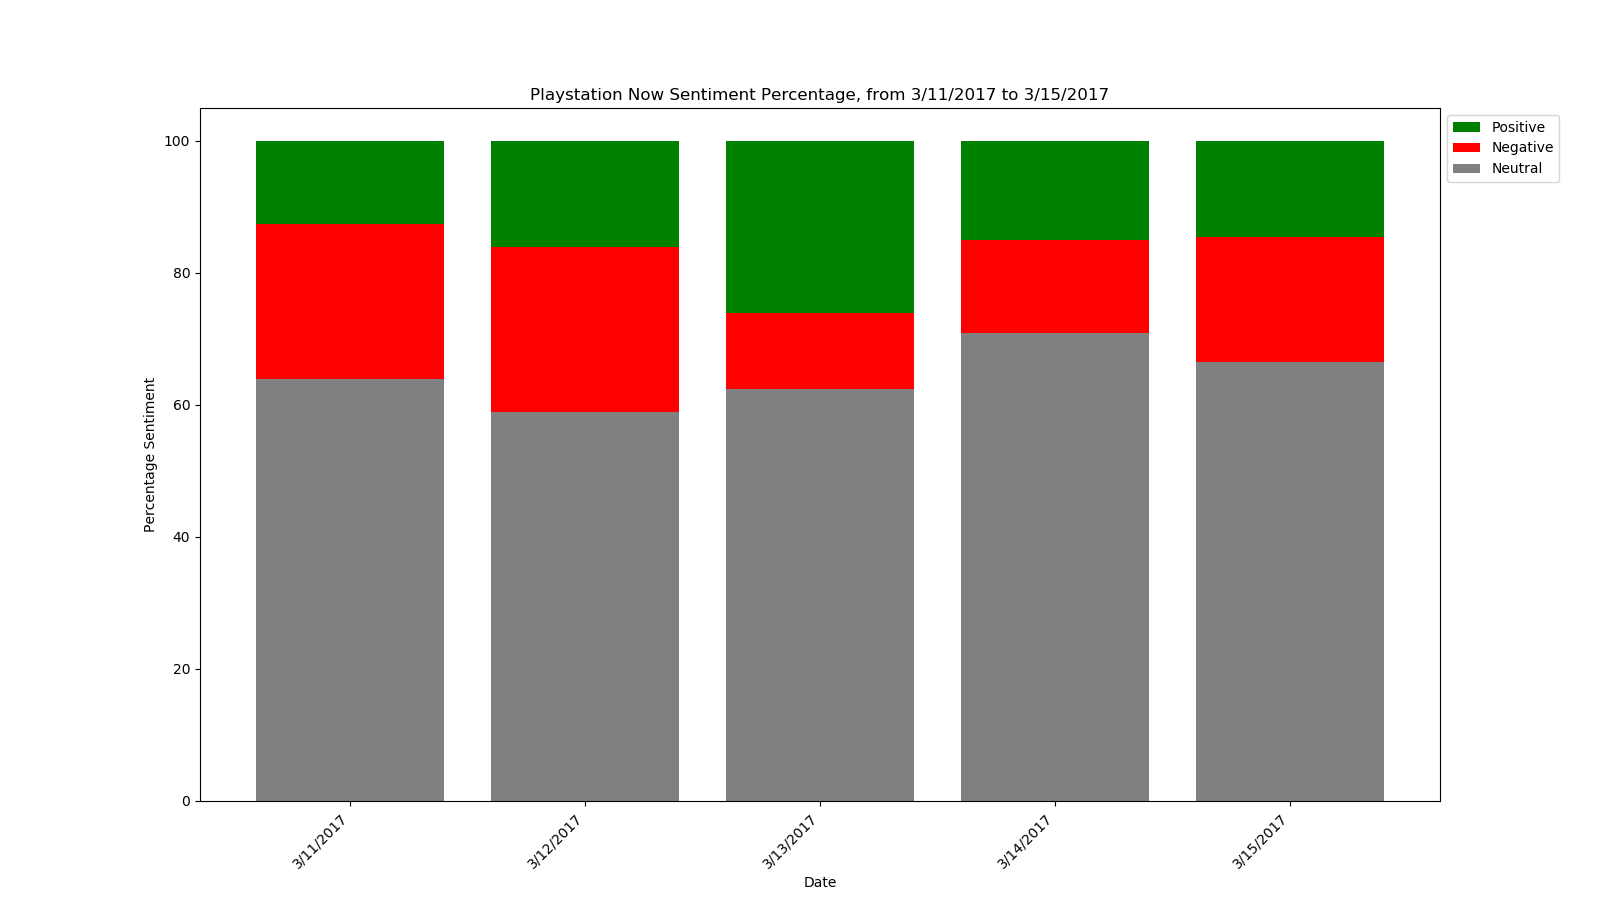 Playstation Now Sentiment Percentage, from 3/11/2017 to 3/15/2017
Positive
Negative
Neutral
100
80
60
40
20
0
Percentage Sentiment
3/11/2017
3/12/2017
3/13/2017
3/14/2017
3/15/2017
Date